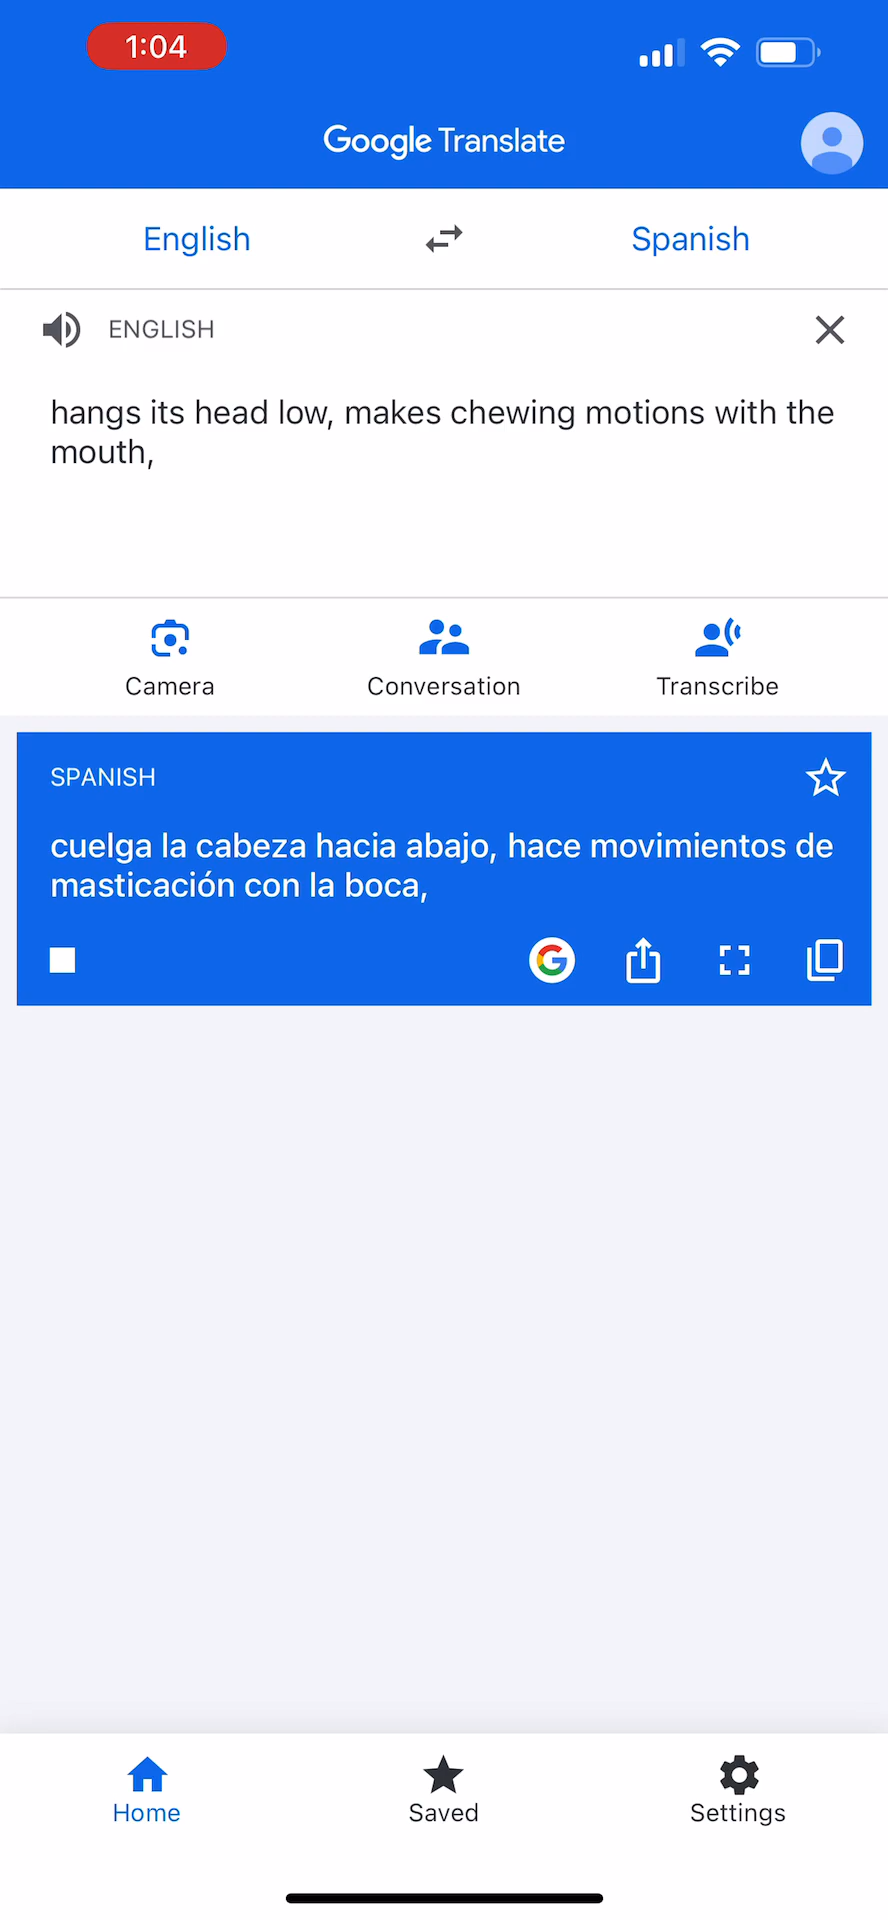 1:04
Google Translate
English
Spanish
ENGLISH
hangs its head low, makes chewing motions with the
mouth,
Camera
Conversation
Transcribe
SPANISH
cuelga la cabeza hacia abajo, hace movimientos de
masticación con la boca,
G
Home
Saved
Settings